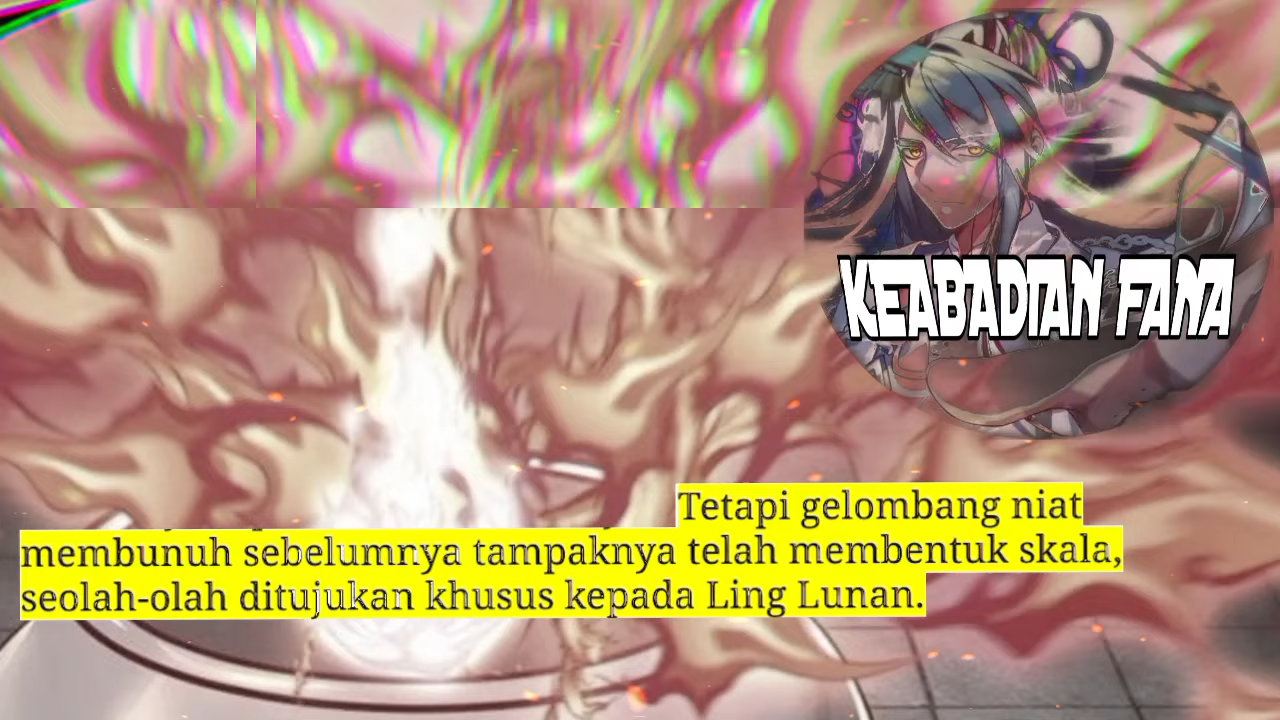 KEABADIAN FANA
Tetapi gelombang niat
membunuh sebelumnya tampaknya telah membentuk skala,
seolah-olah ditujukan khusus kepada Ling Lunan.